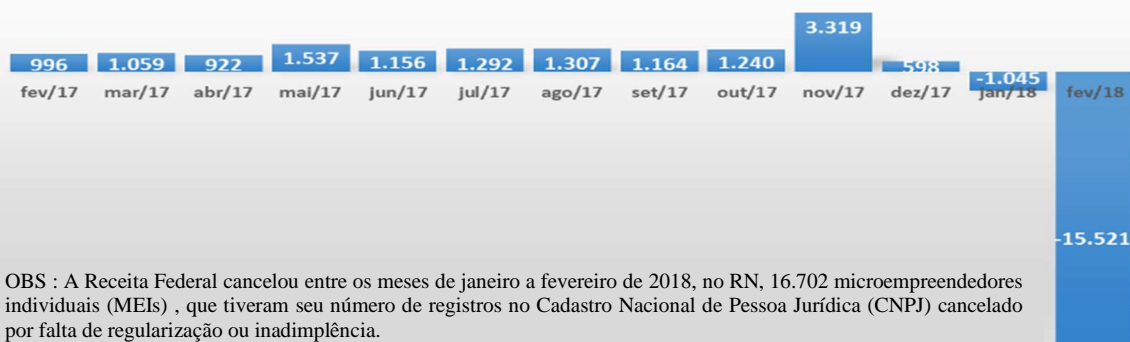 3.319
996 1.059 922 1.537 1.156 1.292 1.307 1.164 1.240 598 -1.045
fev/17 mar/17 abr/17 mai/17 jun/17 jul/17 ago/17 set/17 out/17 nov/17 dez/17 jan/18 fev/18
-15.521
OBS : A Receita Federal cancelou entre os meses de janeiro a fevereiro de 2018, no RN, 16.702 microempreendedores
individuais (MEIs) , que tiveram seu número de registros no Cadastro Nacional de Pessoa Jurídica (CNPJ) cancelado
por falta de regularização ou inadimplência.